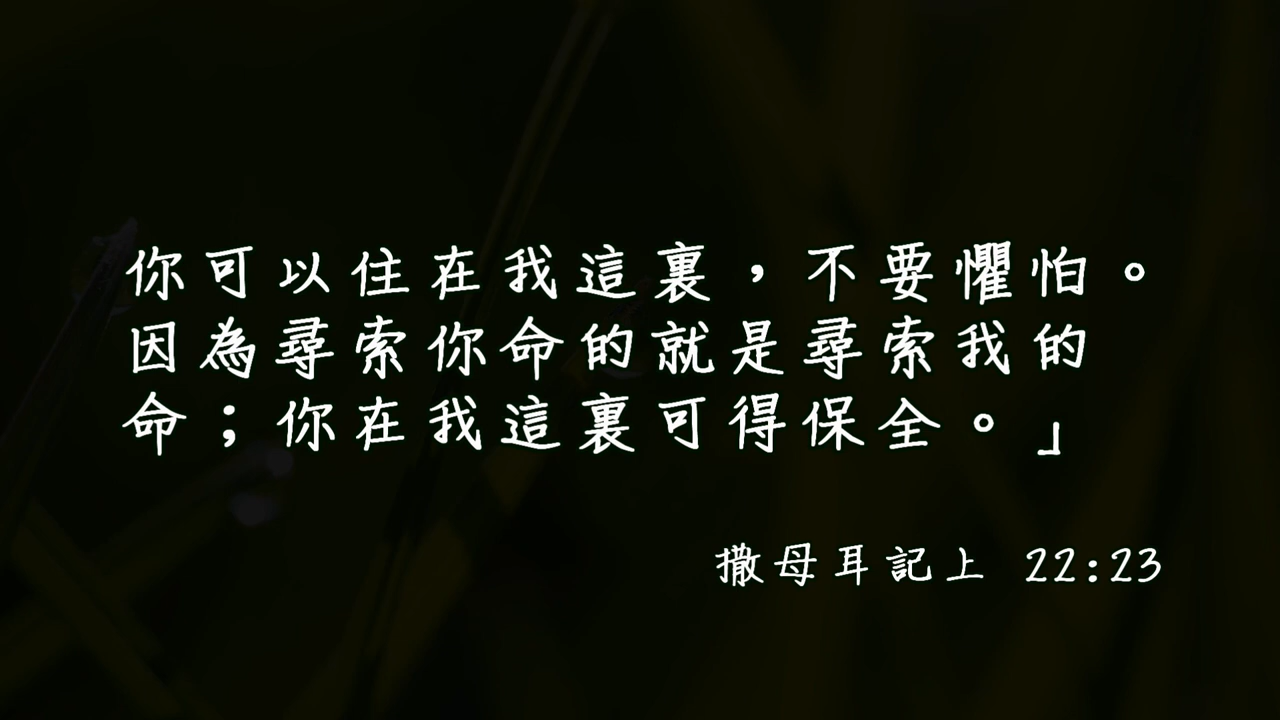 你可以住在我這裏，不要懼怕。
因為尋索你命的就是尋索我的
命；你在我這裏可得保全。」
撒母耳記上 22:23